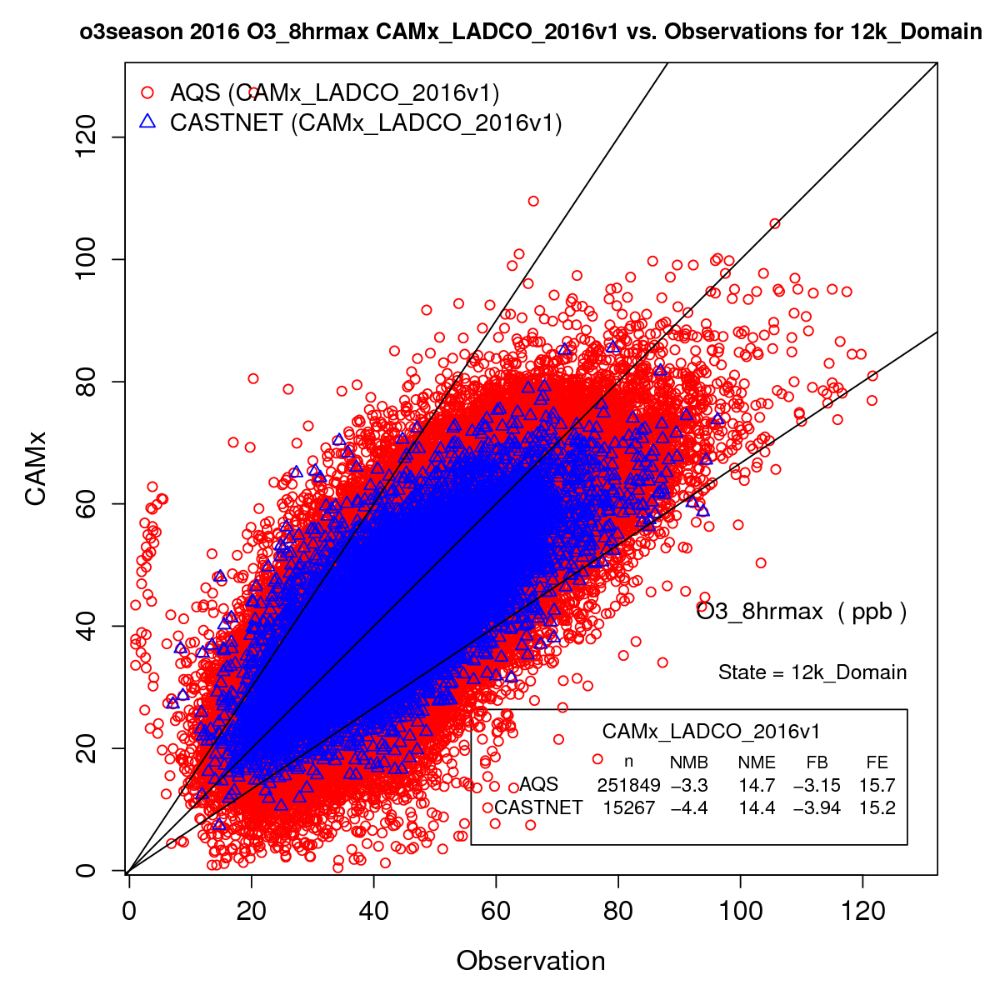 o3season 2016 O3_8hrmax CAMx_LADCO_2016v1 vs. Observations for 12k_Domain
AQS (CAMx_LADCO_2016v1)
CASTNET (CAMx_LADCO_2016v1)
120
100
80
60
40
20
0
CAMx
O3_8hrmax ( ppb )
State = 12k_Domain
CAMx_LADCO_2016v1
n NMB NME FB FE
AQS 251849 −3.3 14.7 −3.15 15.7
CASTNET 15267 −4.4 14.4 −3.94 15.2
0 20 40 60 80 100 120
Observation